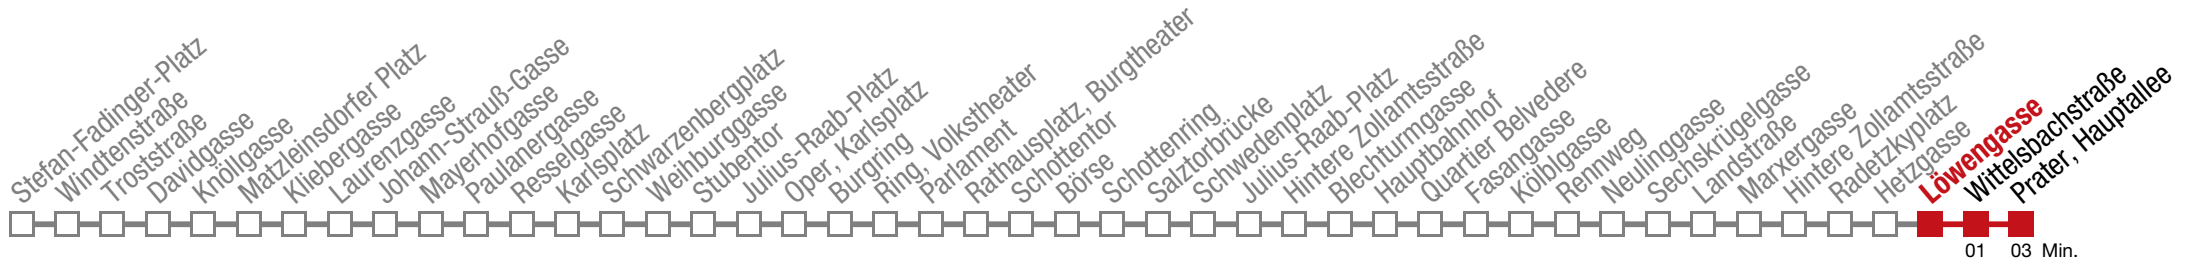 Stefan-Fadinger-Platz
Windtenstraße
Troststraße
Davidgasse
Knöllgasse
Matzleinsdorfer Platz
Kliebergasse
Laurenzgasse
Johann-Strauß-Gasse
Mayerhofgasse
Paulanergasse
Resselgasse
Karlsplatz
Schwarzenbergplatz
Weihburggasse
Stubentor
Julius-Raab-Platz
Oper, Karlsplatz
Burgring
Ring, Volkstheater
Parlament
Rathausplatz, Burgtheater
Schottentor
Börse
Schottenring
Salztorbrücke
Schwedenplatz
Julius-Raab-Platz
Hintere Zollamtsstraße
Blechturmgasse
Hauptbahnhof
Quartier Belvedere
Fasangasse
Kölblgasse
Rennweg
Neulinggasse
Sechskrügelgasse
Landstraße
Marxergasse
Hintere Zollamtsstraße
Radetzkyplatz
Hetzgasse
Löwengasse
Wittelsbachstraße
Prater, Hauptallee
01 03 Min.